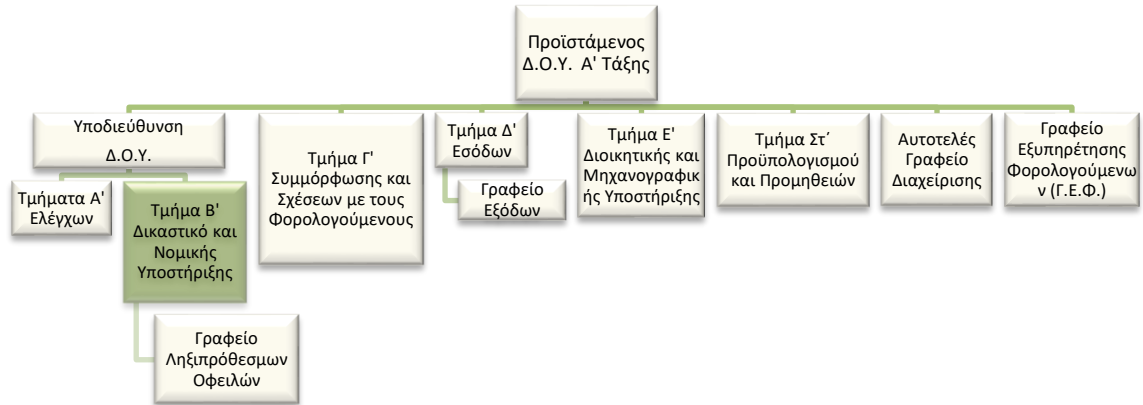 Προϊστάμενος
Δ.Ο.Υ. Α' Τάξης
Υποδιεύθυνση
Δ.Ο.Υ.
Τμήματα Α'
Ελέγχων
Τμήμα Β'
Δικαστικό και
Νομικής
Υποστήριξης
Γραφείο
Ληξιπρόθεσμων
Οφειλών
Τμήμα Γ'
Συμμόρφωσης και
Σχέσεων με τους
Φορολογούμενους
Τμήμα Δ'
Εσόδων
Γραφείο
Εξόδων
Τμήμα Ε'
Διοικητικής και
Μηχανογραφικ
ής Υποστήριξης
Τμήμα Στ΄
Προϋπολογισμού
και Προμηθειών
Αυτοτελές
Γραφείο
Διαχείρισης
Γραφείο
Εξυπηρέτησης
Φορολογούμενω
ν (Γ.Ε.Φ.)